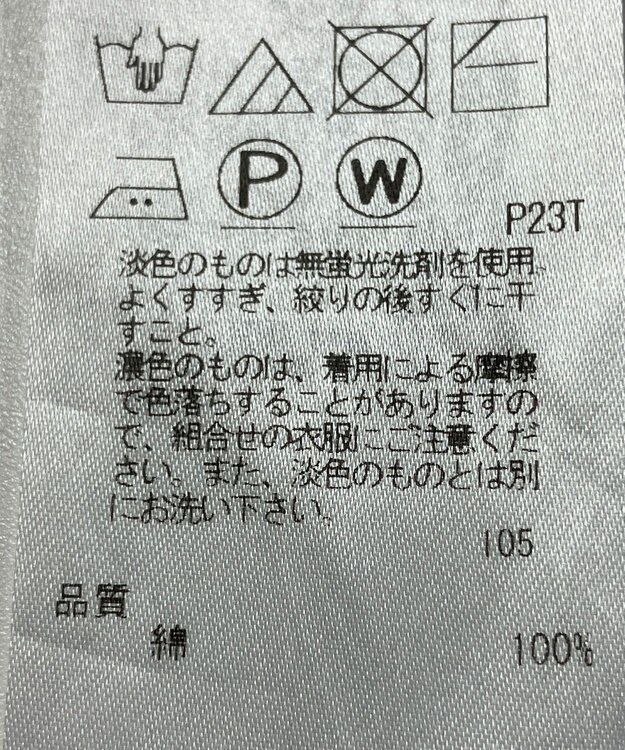 P W
P23T
淡色のものは無蛍光洗剤を使用、
よくすすぎ、絞りの後すぐに干
すこと。
濃色のものは、着用による摩擦
で色落ちすることがありますの
で、組合せの衣服にご注意くだ
さい。また、淡色のものとは別
にお洗い下さい。
105
品質
綿 100%